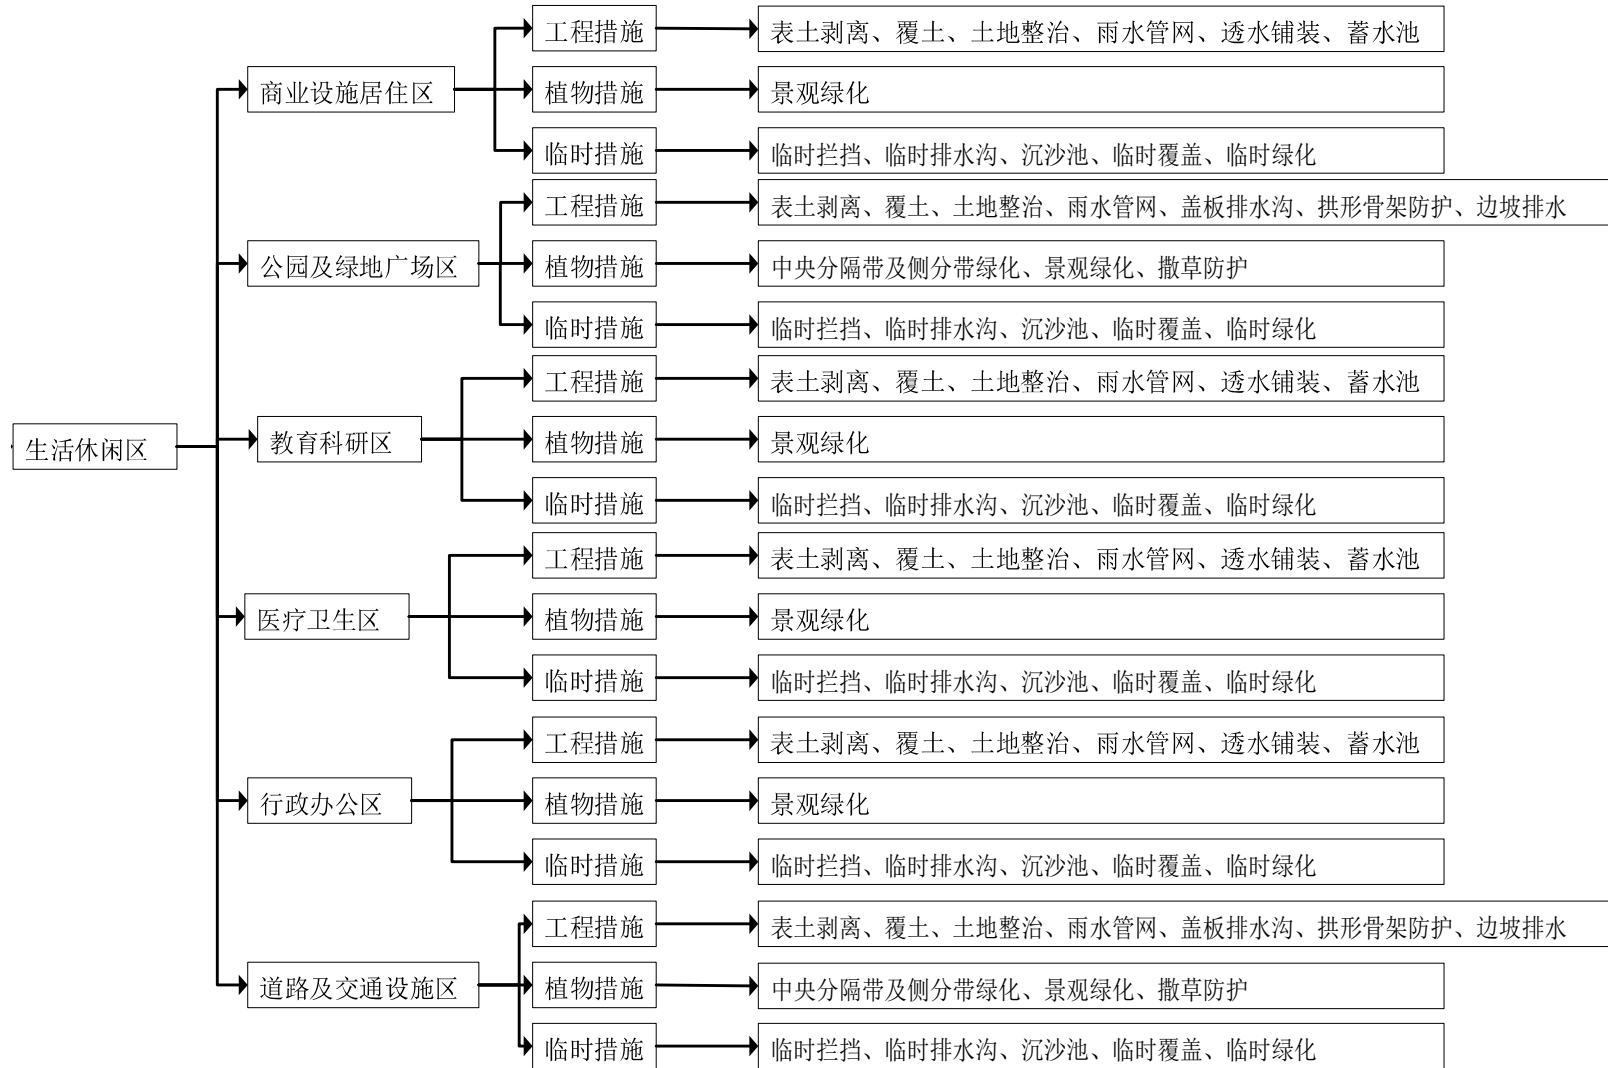 生活休闲区
商业设施居住区
工程措施
表土剥离、覆土、土地整治、雨水管网、透水铺装、蓄水池
植物措施
景观绿化
临时措施
临时拦挡、临时排水沟、沉沙池、临时覆盖、临时绿化
公园及绿地广场区
工程措施
表土剥离、覆土、土地整治、雨水管网、盖板排水沟、拱形骨架防护、边坡排水
植物措施
中央分隔带及侧分带绿化、景观绿化、撒草防护
临时措施
临时拦挡、临时排水沟、沉沙池、临时覆盖、临时绿化
教育科研区
工程措施
表土剥离、覆土、土地整治、雨水管网、透水铺装、蓄水池
植物措施
景观绿化
临时措施
临时拦挡、临时排水沟、沉沙池、临时覆盖、临时绿化
医疗卫生区
工程措施
表土剥离、覆土、土地整治、雨水管网、透水铺装、蓄水池
植物措施
景观绿化
临时措施
临时拦挡、临时排水沟、沉沙池、临时覆盖、临时绿化
行政办公区
工程措施
表土剥离、覆土、土地整治、雨水管网、透水铺装、蓄水池
植物措施
景观绿化
临时措施
临时拦挡、临时排水沟、沉沙池、临时覆盖、临时绿化
道路及交通设施区
工程措施
表土剥离、覆土、土地整治、雨水管网、盖板排水沟、拱形骨架防护、边坡排水
植物措施
中央分隔带及侧分带绿化、景观绿化、撒草防护
临时措施
临时拦挡、临时排水沟、沉沙池、临时覆盖、临时绿化